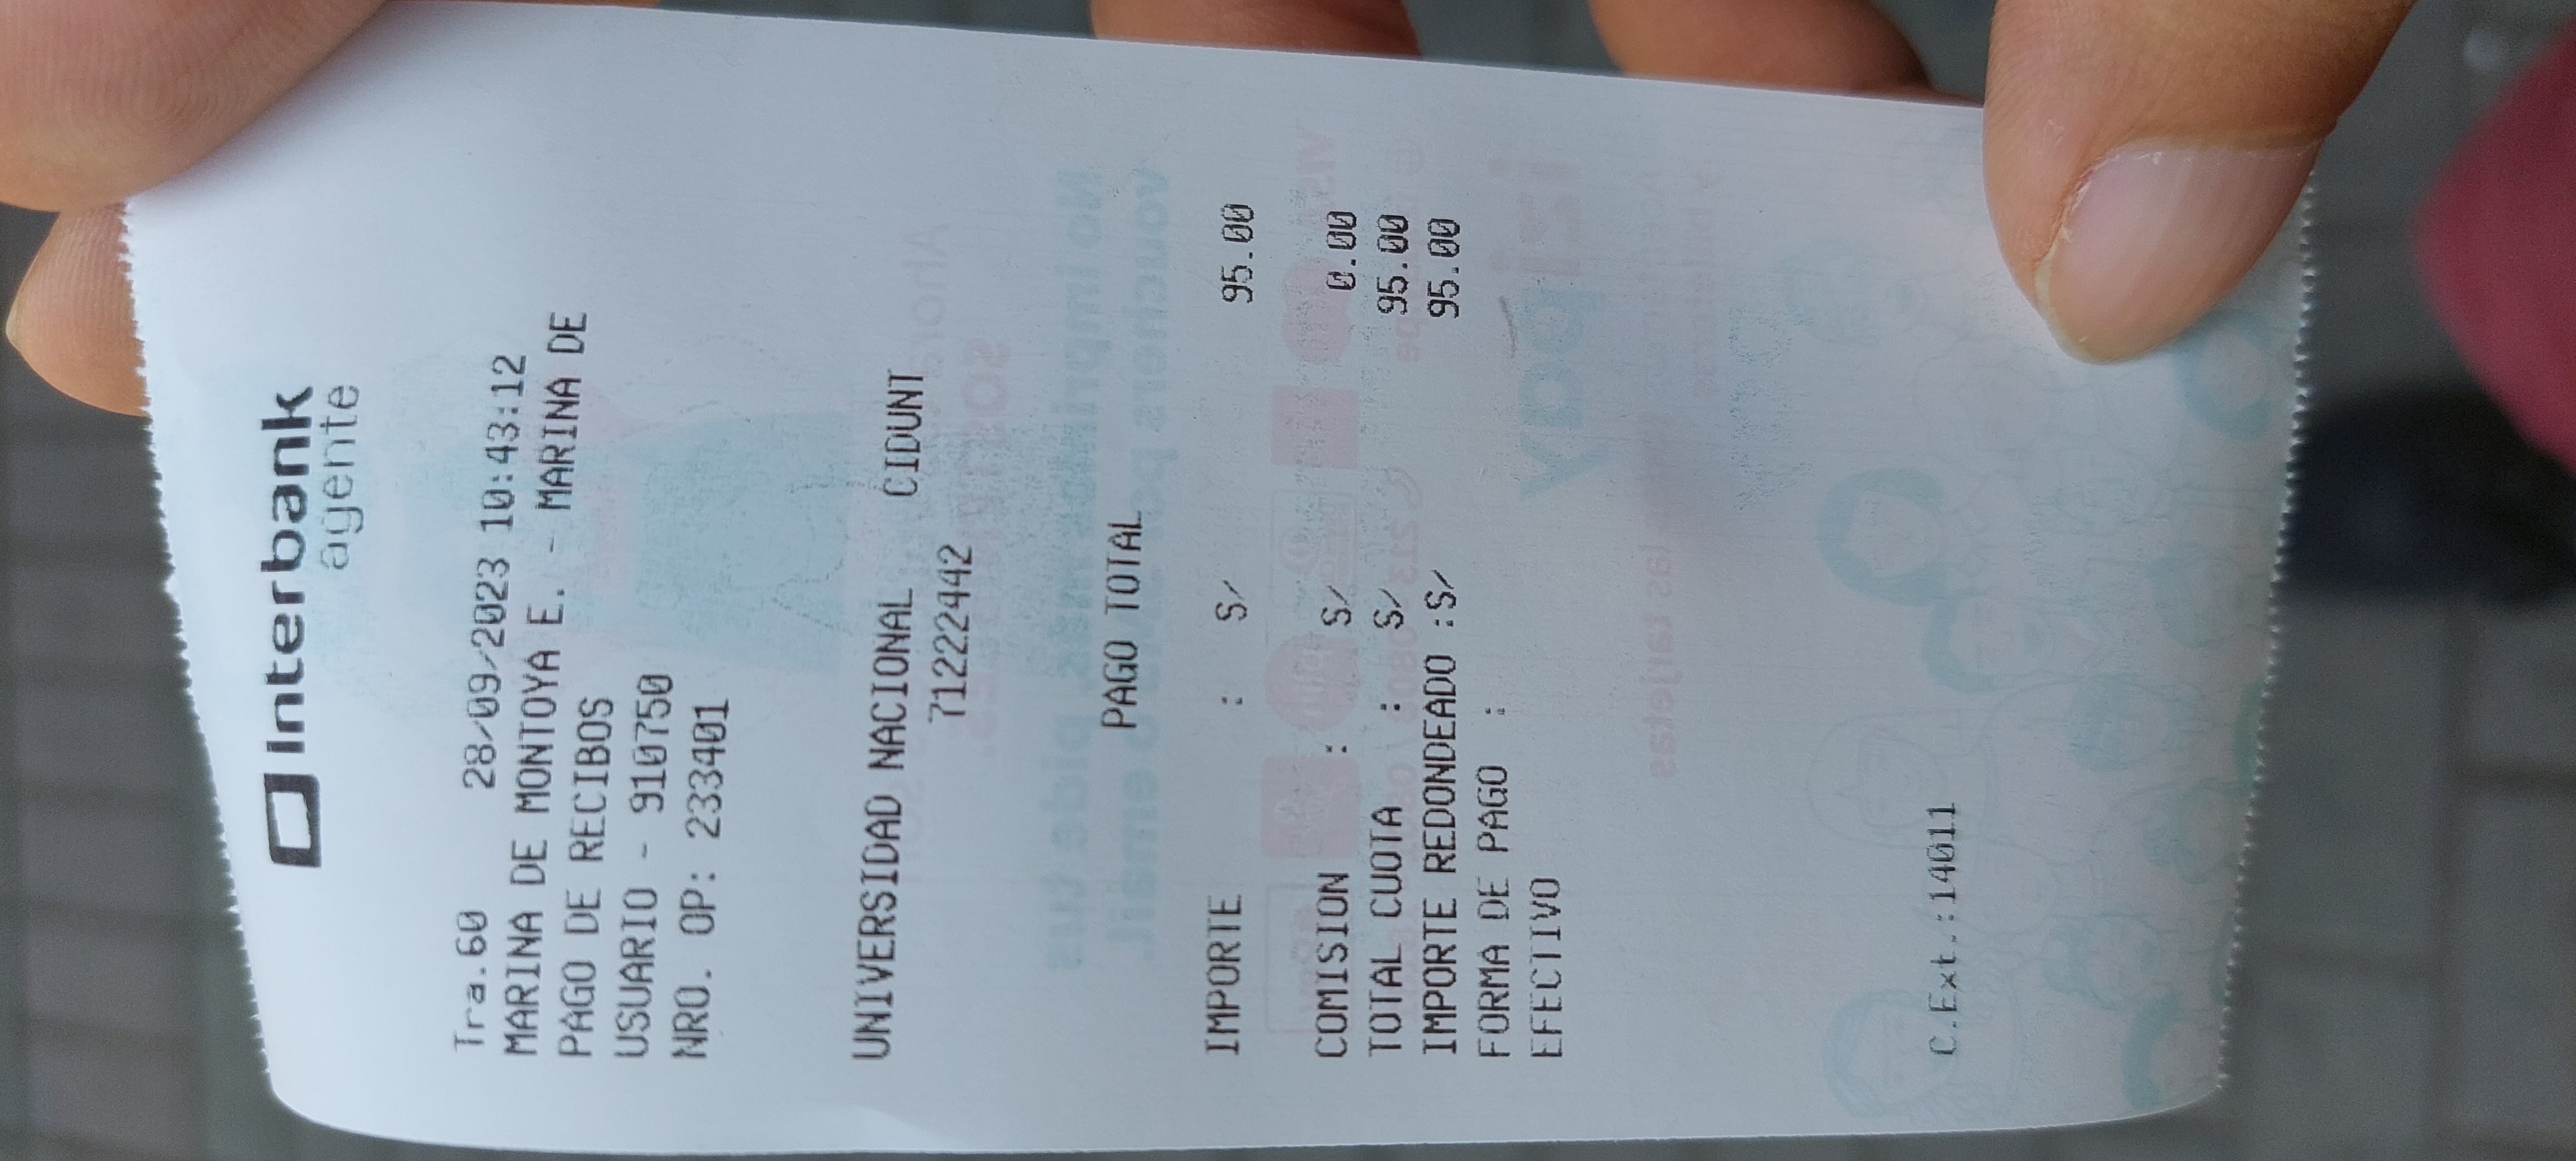 Interbank
agente
Tra.60 28/09/2023 10:43:12
MARINA DE MONTOYA E. - MARINA DE
PAGO DE RECIBOS
USUARIO - 910750
NRO. OP: 233401
UNIVERSIDAD NACIONAL CIDUNT
71222442
PAGO TOTAL
IMPORTE : S/ 95.00
COMISION : S/ 0.00
TOTAL CUOTA : S/ 95.00
IMPORTE REDONDEADO :S/ 95.00
FORMA DE PAGO :
EFECTIVO
C.Ext.:14011